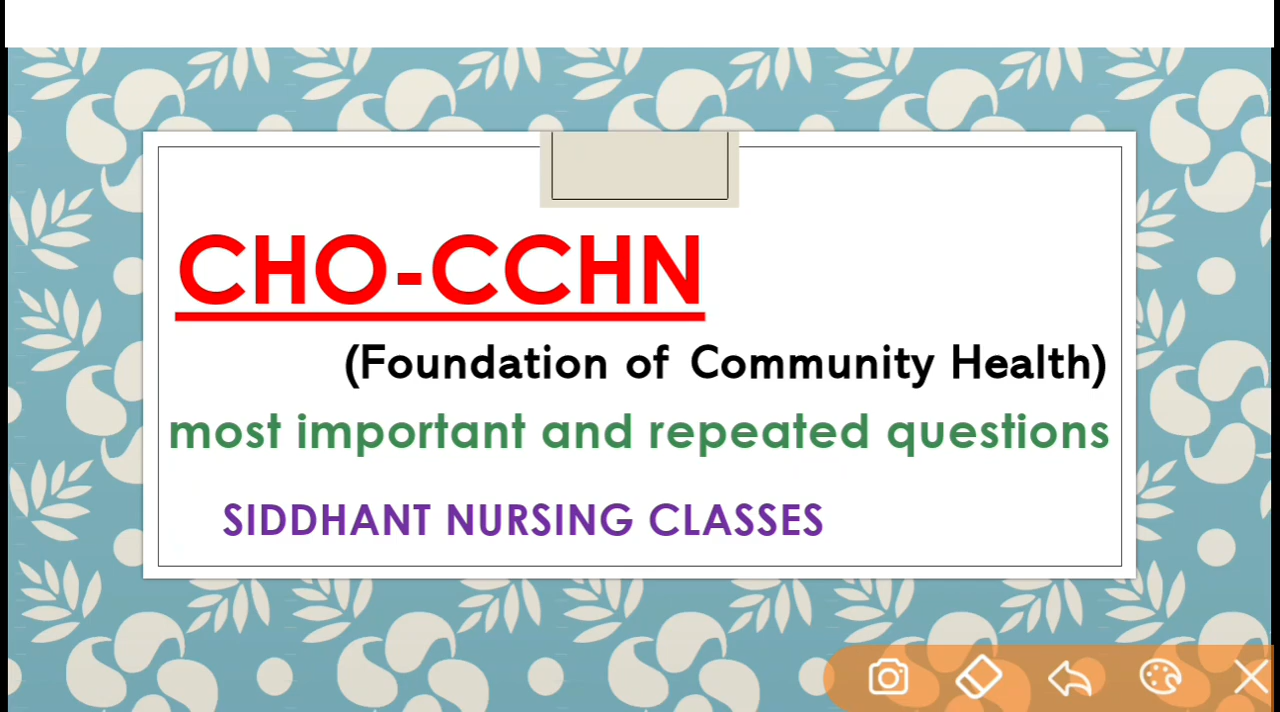 CHO-CCHN
(Foundation of Community Health)
most important and repeated questions
SIDDHANT NURSING CLASSES